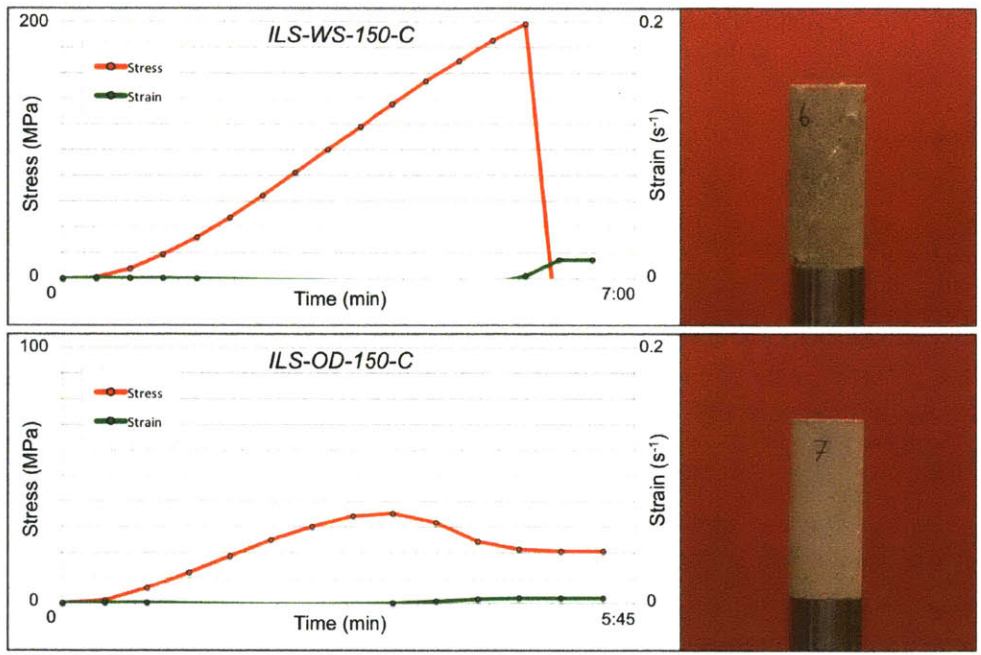 200
ILS-WS-150-C
0.2
Stress
Strain
Stress (MPa)
Strain (s-1)
0
0
0
Time (min)
7:00
6
100
ILS-OD-150-C
0.2
Stress
Strain
Stress (MPa)
Strain (s-1)
0
0
0
Time (min)
5:45
7